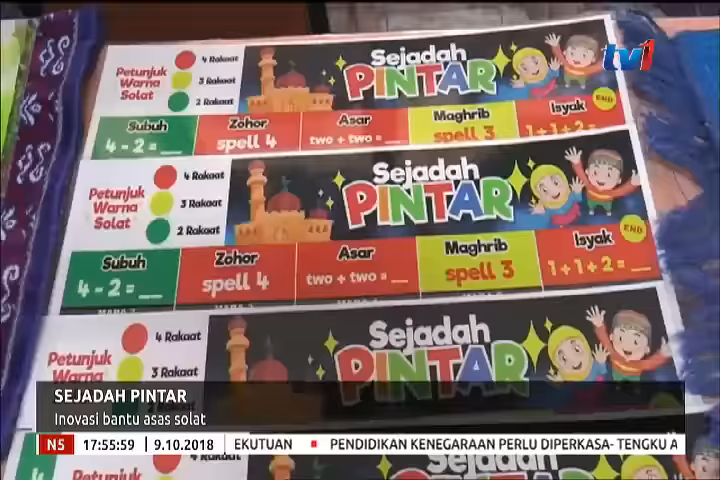 tv1
Petunjuk
Warna
Solat
4 Rakaat
3 Rakaat
2 Rakaat
Sejadah
PINTAR
END
Subuh
4 - 2 = __
Zohor
spell 4
Asar
two + two = __
Maghrib
spell 3
Isyak
1 + 1 + 2 =
Petunjuk
Warna
Solat
4 Rakaat
3 Rakaat
2 Rakaat
Sejadah
PINTAR
END
Subuh
4 - 2 = __
Zohor
spell 4
Asar
two + two = __
Maghrib
spell 3
Isyak
1 + 1 + 2 = __
Petunjuk
Warna
4 Rakaat
3 Rakaat
Sejadah
PINTAR
SEJADAH PINTAR
Inovasi bantu asas solat
N5 17:55:59 9.10.2018 EKUTUAN PENDIDIKAN KENEGARAAN PERLU DIPERKASA- TENGKU A
4 Rakaat
Petunjuk
Sejadah